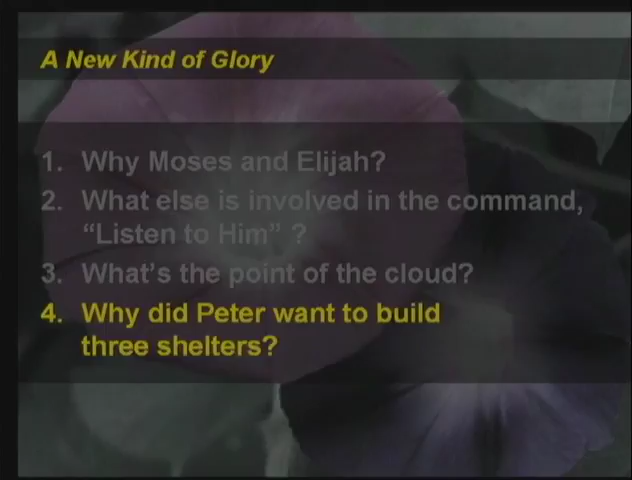 A New Kind of Glory
1. Why Moses and Elijah?
2. What else is involved in the command,
“Listen to Him” ?
3. What’s the point of the cloud?
4. Why did Peter want to build
three shelters?